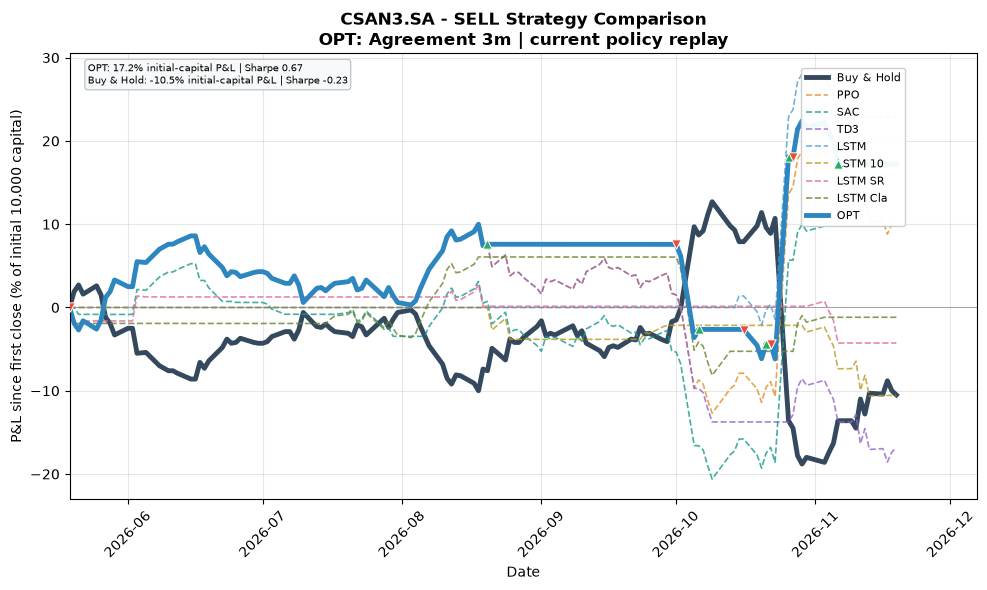 CSAN3.SA - SELL Strategy Comparison
OPT: Agreement 3m | current policy replay
OPT: 17.2% initial-capital P&L | Sharpe 0.67
Buy & Hold: -10.5% initial-capital P&L | Sharpe -0.23
Buy & Hold
PPO
SAC
TD3
LSTM
STM 10
LSTM SR
LSTM Cla
OPT
P&L since first close (% of initial 10,000 capital)
30
20
10
0
−10
−20
2026-06
2026-07
2026-08
2026-09
2026-10
2026-11
2026-12
Date